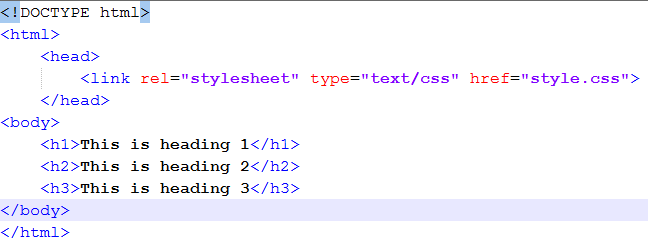 <!DOCTYPE html>
<html>
    <head>
        <link rel="stylesheet" type="text/css" href="style.css">
    </head>
<body>
    <h1>This is heading 1</h1>
    <h2>This is heading 2</h2>
    <h3>This is heading 3</h3>
</body>
</html>